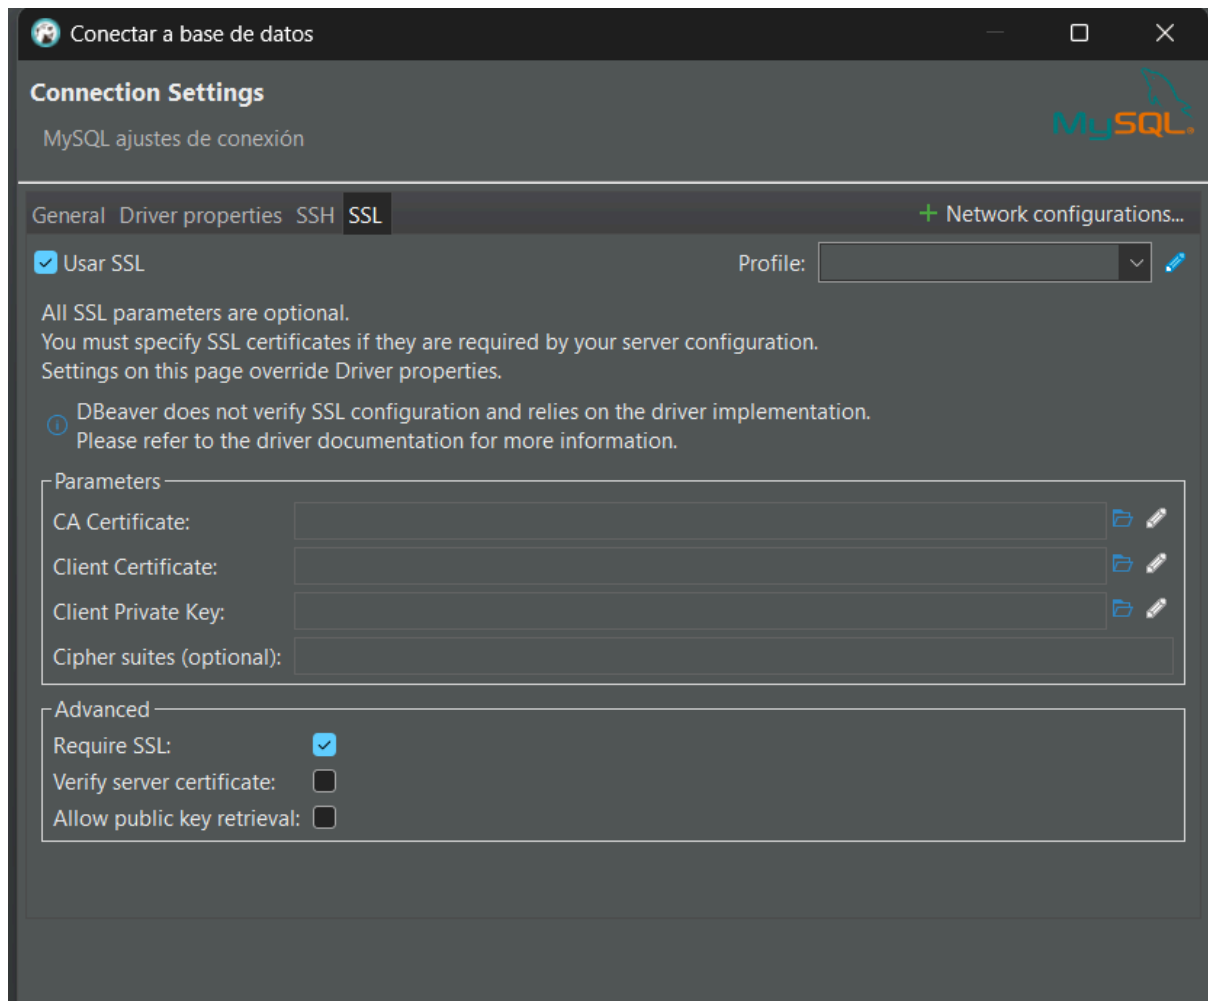 Conectar a base de datos
Connection Settings
MySQL ajustes de conexión
MySQL®
General Driver properties SSH SSL
Network configurations...
Usar SSL
Profile:
All SSL parameters are optional.
You must specify SSL certificates if they are required by your server configuration.
Settings on this page override Driver properties.
DBeaver does not verify SSL configuration and relies on the driver implementation.
Please refer to the driver documentation for more information.
Parameters
CA Certificate:
Client Certificate:
Client Private Key:
Cipher suites (optional):
Advanced
Require SSL:
Verify server certificate:
Allow public key retrieval: